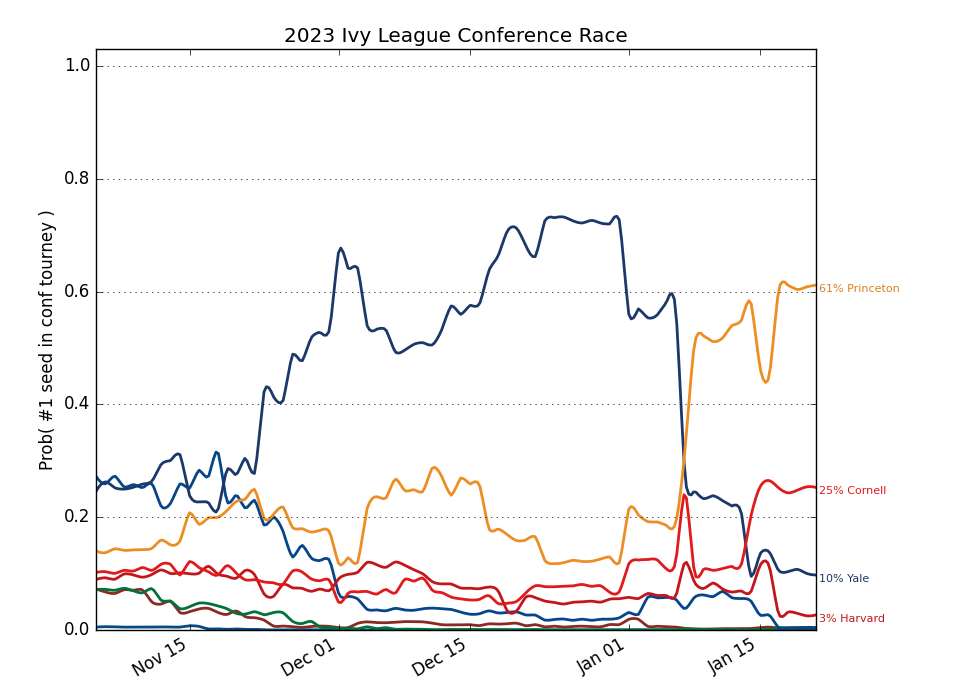 2023 Ivy League Conference Race
Prob( #1 seed in conf tourney )
1.0
0.8
0.6
0.4
0.2
0.0
61% Princeton
25% Cornell
10% Yale
3% Harvard
Nov 15
Dec 01
Dec 15
Jan 01
Jan 15